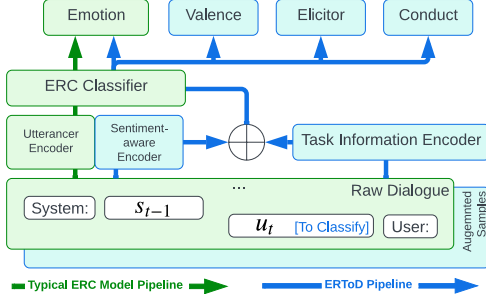 Emotion
Valence
Elicitor
Conduct
ERC Classifier
Utterancer
Encoder
Sentiment-
aware
Encoder
Task Information Encoder
...
Raw Dialogue
System:
s_{t−1}
u_t
[To Classify]
User:
Augemnted
Samples
Typical ERC Model Pipeline
ERToD Pipeline